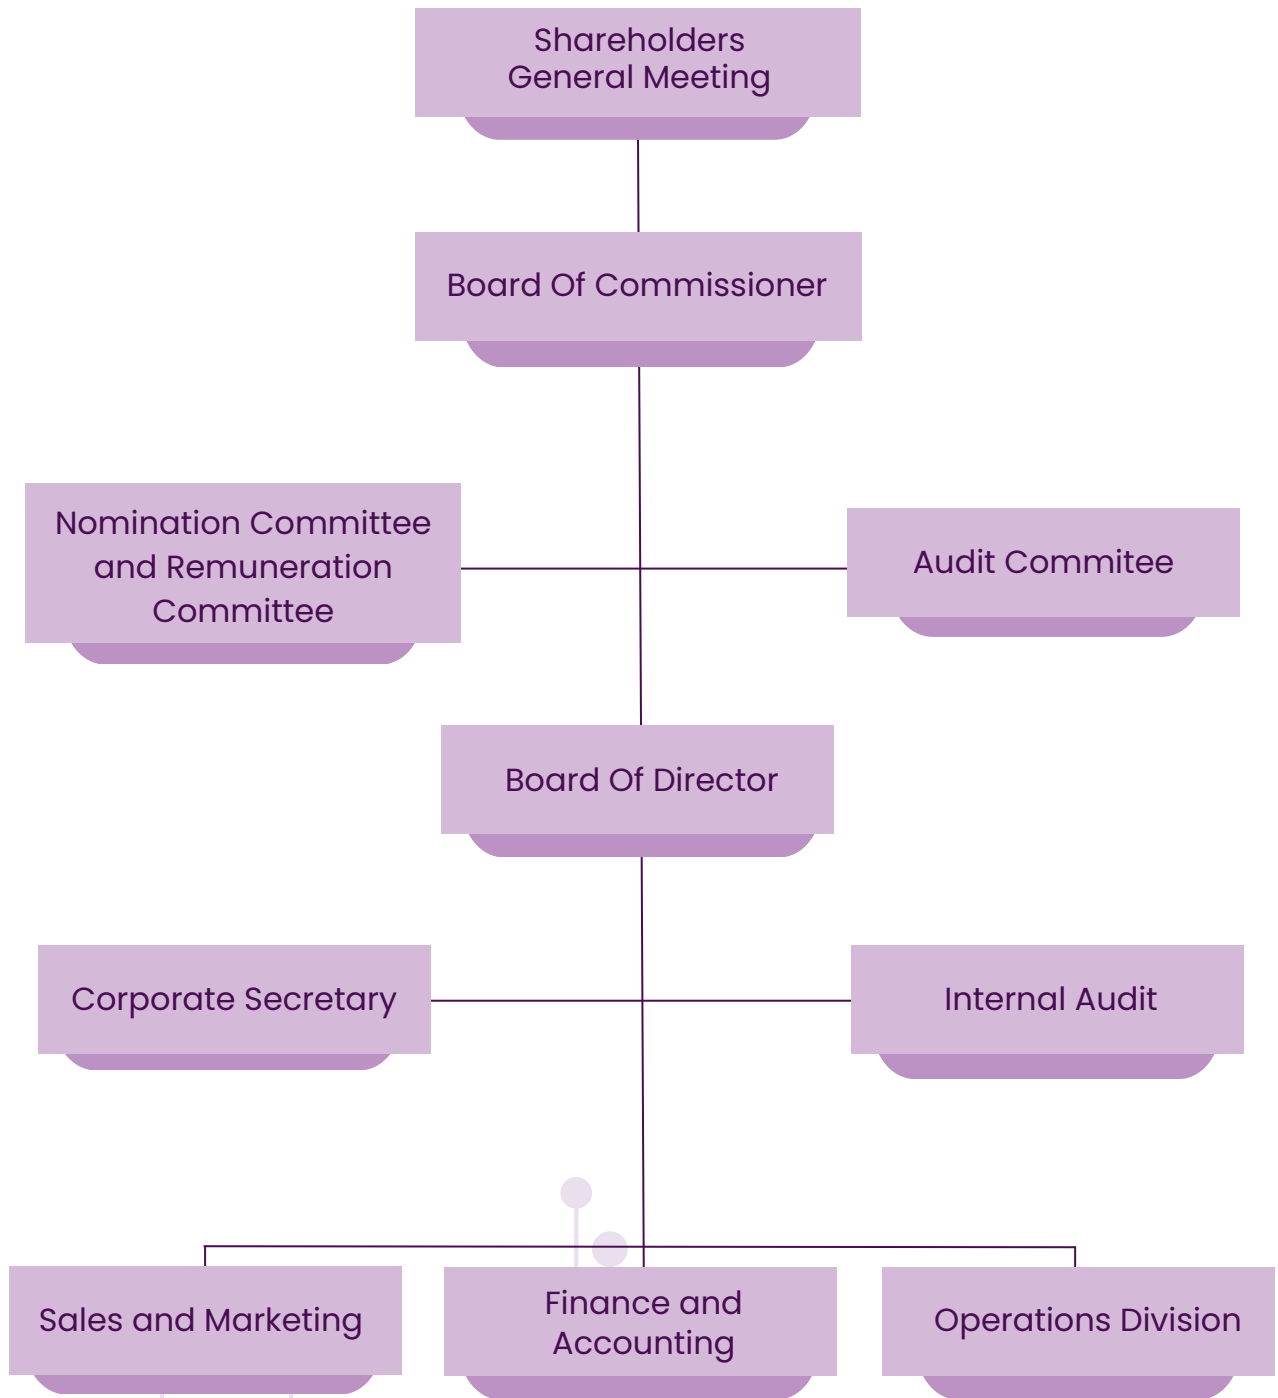 Shareholders
General Meeting
Board Of Commissioner
Nomination Committee
and Remuneration
Committee
Audit Commitee
Board Of Director
Corporate Secretary
Internal Audit
Sales and Marketing
Finance and
Accounting
Operations Division